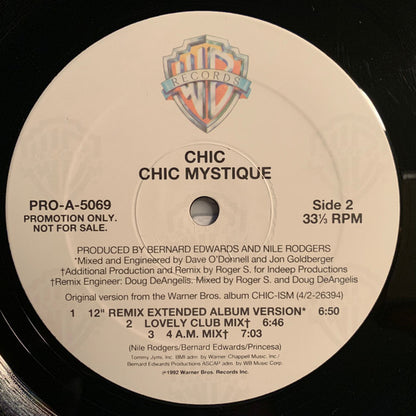 WB
RECORDS
CHIC
CHIC MYSTIQUE
PRO-A-5069
PROMOTION ONLY.
NOT FOR SALE.
Side 2
33⅓ RPM
PRODUCED BY BERNARD EDWARDS AND NILE RODGERS
*Mixed and Engineered by Dave O'Donnell and Jon Goldberger
†Additional Production and Remix by Roger S. for Indeep Productions
†Remix Engineer: Doug DeAngelis. Mixed by Roger S. and Doug DeAngelis
Original version from the Warner Bros. album CHIC-ISM (4/2-26394)
1 12" REMIX EXTENDED ALBUM VERSION* 6:50
2 LOVELY CLUB MIX† 6:46
3 4 A.M. MIX† 7:03
(Nile Rodgers/Bernard Edwards/Princesa)
Tommy Jymi, Inc. BMI adm. by Warner Chappell Music Inc./
Bernard Edwards Productions ASCAP adm. by WB Music Corp.
℗1992 Warner Bros. Records Inc.